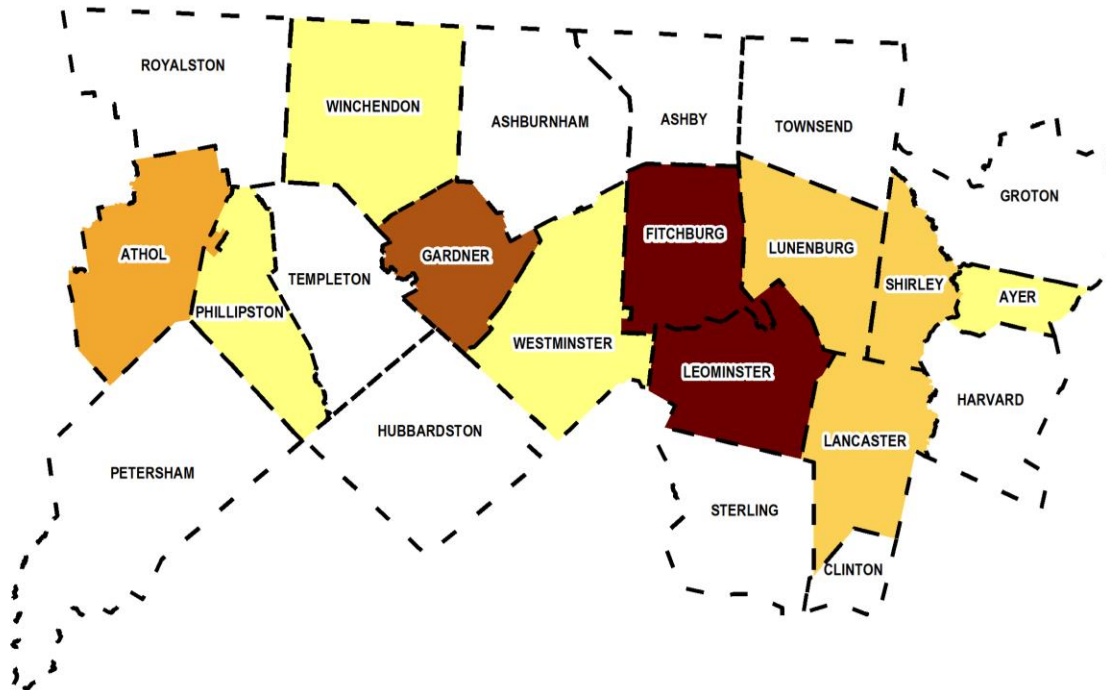 ROYALSTON
WINCHENDON
ASHBURNHAM
ASHBY
TOWNSEND
GROTON
ATHOL
PHILLIPSTON
TEMPLETON
GARDNER
WESTMINSTER
FITCHBURG
LUNENBURG
SHIRLEY
AYER
LEOMINSTER
HARVARD
HUBBARDSTON
LANCASTER
PETERSHAM
STERLING
CLINTON